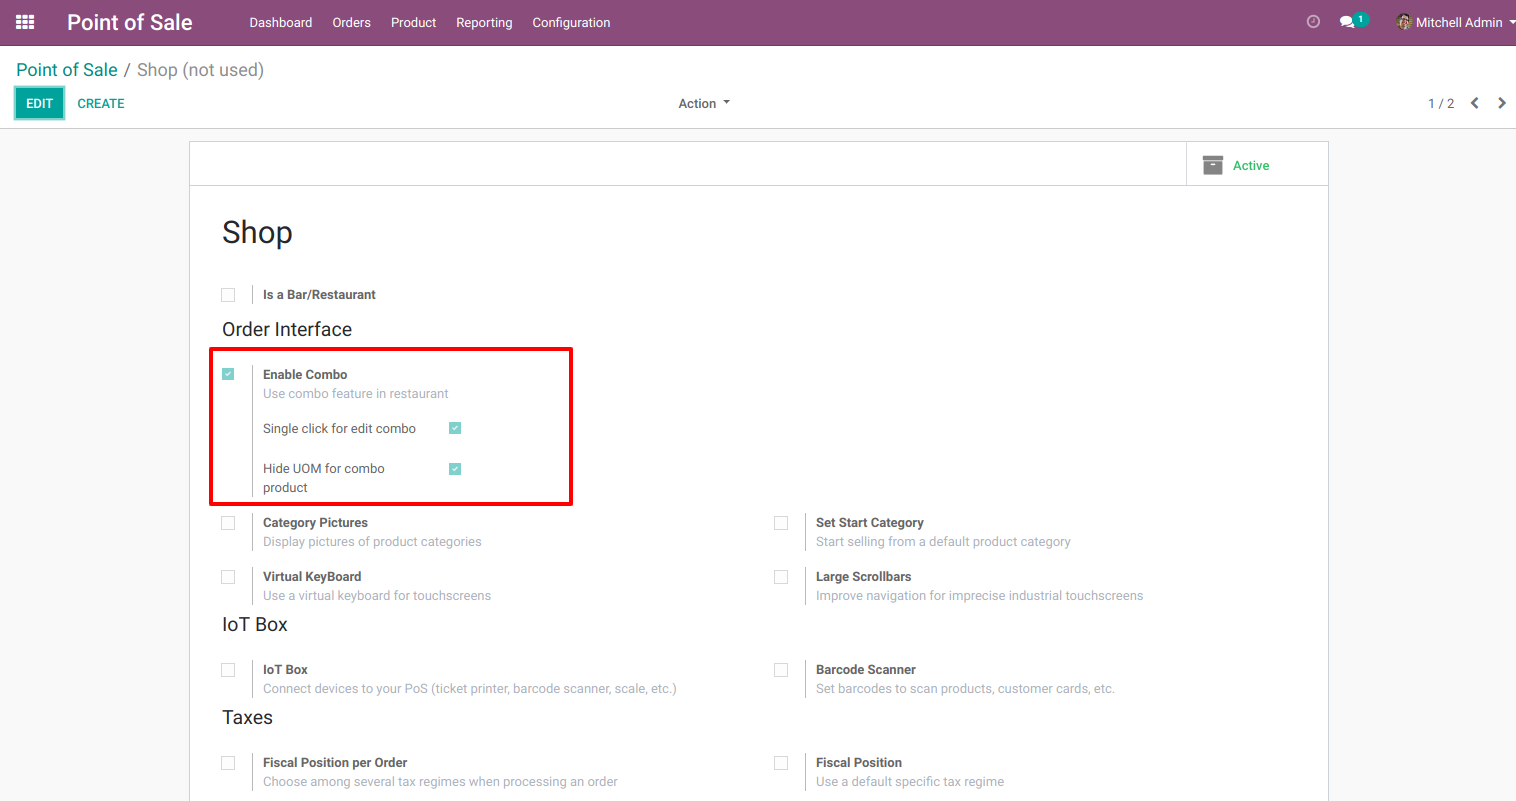 Point of Sale Dashboard Orders Product Reporting Configuration 1 Mitchell Admin
Point of Sale / Shop (not used)
EDIT CREATE Action 1 / 2
Active
Shop
Is a Bar/Restaurant
Order Interface
Enable Combo
Use combo feature in restaurant
Single click for edit combo
Hide UOM for combo
product
Category Pictures
Display pictures of product categories
Set Start Category
Start selling from a default product category
Virtual KeyBoard
Use a virtual keyboard for touchscreens
Large Scrollbars
Improve navigation for imprecise industrial touchscreens
IoT Box
IoT Box
Connect devices to your PoS (ticket printer, barcode scanner, scale, etc.)
Barcode Scanner
Set barcodes to scan products, customer cards, etc.
Taxes
Fiscal Position per Order
Choose among several tax regimes when processing an order
Fiscal Position
Use a default specific tax regime